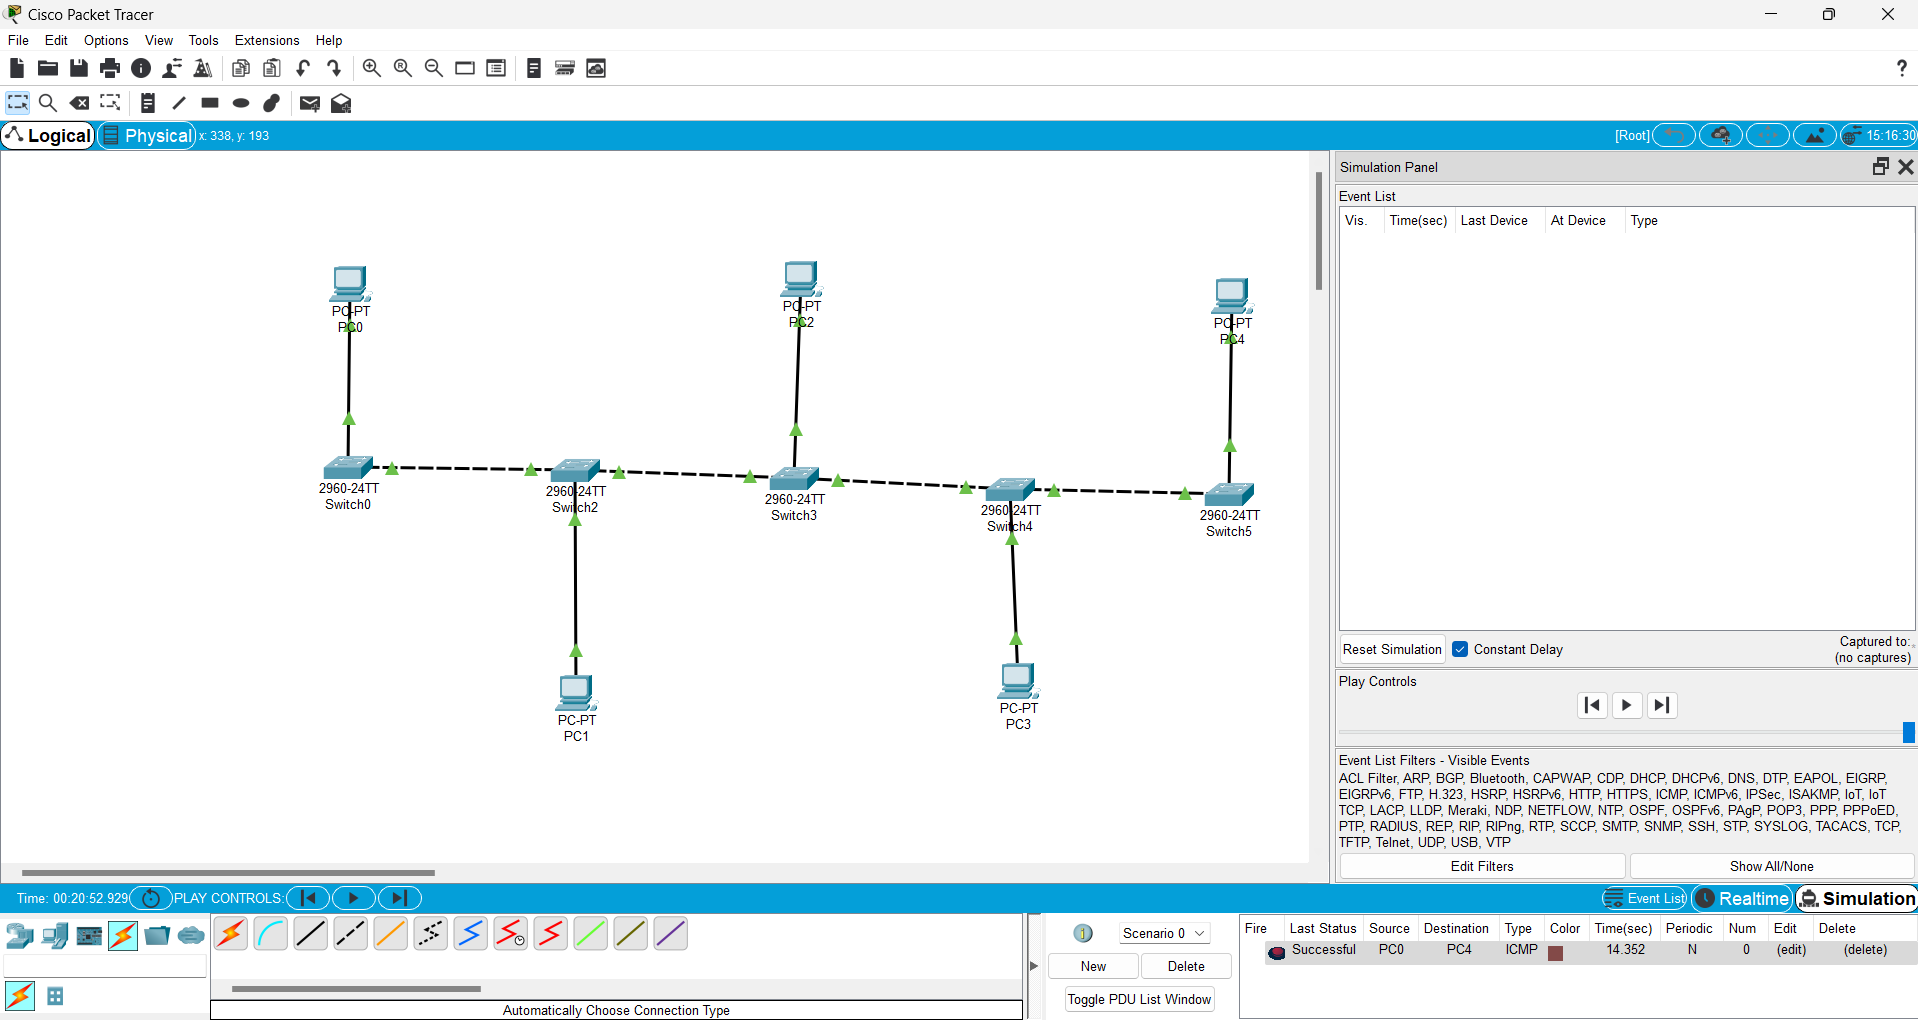 Cisco Packet Tracer
File Edit Options View Tools Extensions Help
?
Logical Physical x: 338, y: 193 [Root] 15:16:30
Simulation Panel
Event List
Vis. Time(sec) Last Device At Device Type
PC-PT
PC0
PC-PT
PC2
PC-PT
PC4
2960-24TT
Switch0
2960-24TT
Switch2
2960-24TT
Switch3
2960-24TT
Switch4
2960-24TT
Switch5
PC-PT
PC1
PC-PT
PC3
Reset Simulation Constant Delay Captured to:
(no captures)
Play Controls
Event List Filters - Visible Events
ACL Filter, ARP, BGP, Bluetooth, CAPWAP, CDP, DHCP, DHCPv6, DNS, DTP, EAPOL, EIGRP,
EIGRPv6, FTP, H.323, HSRP, HSRPv6, HTTP, HTTPS, ICMP, ICMPv6, IPSec, ISAKMP, IoT, IoT
TCP, LACP, LLDP, Meraki, NDP, NETFLOW, NTP, OSPF, OSPFv6, PAgP, POP3, PPP, PPPoED,
PTP, RADIUS, REP, RIP, RIPng, RTP, SCCP, SMTP, SNMP, SSH, STP, SYSLOG, TACACS, TCP,
TFTP, Telnet, UDP, USB, VTP
Edit Filters Show All/None
Time: 00:20:52.929 PLAY CONTROLS: Event List Realtime Simulation
Scenario 0
New Delete
Toggle PDU List Window
Fire Last Status Source Destination Type Color Time(sec) Periodic Num Edit Delete
Successful PC0 PC4 ICMP 14.352 N 0 (edit) (delete)
Automatically Choose Connection Type